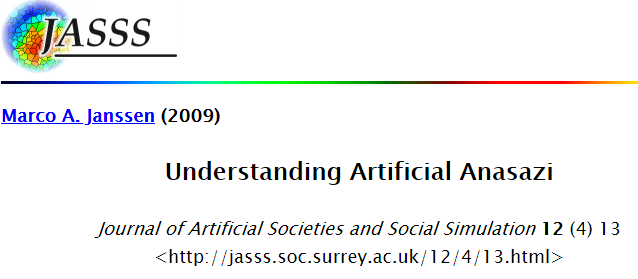 JASSS
Marco A. Janssen (2009)
Understanding Artificial Anasazi
Journal of Artificial Societies and Social Simulation 12 (4) 13
<http://jasss.soc.surrey.ac.uk/12/4/13.html>